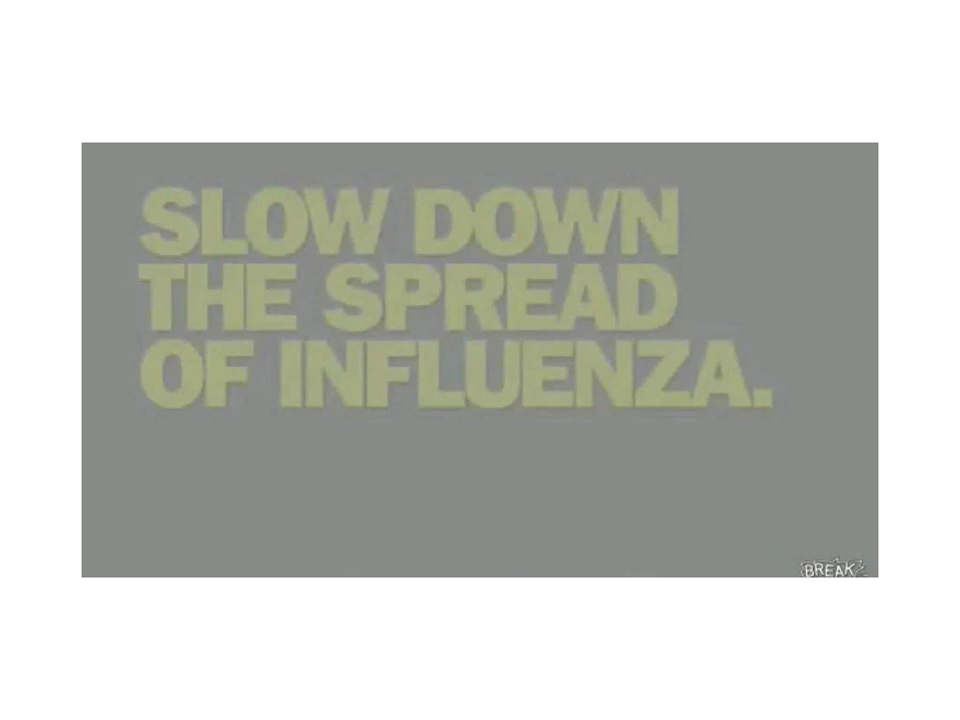 SLOW DOWN
THE SPREAD
OF INFLUENZA.
BREAK